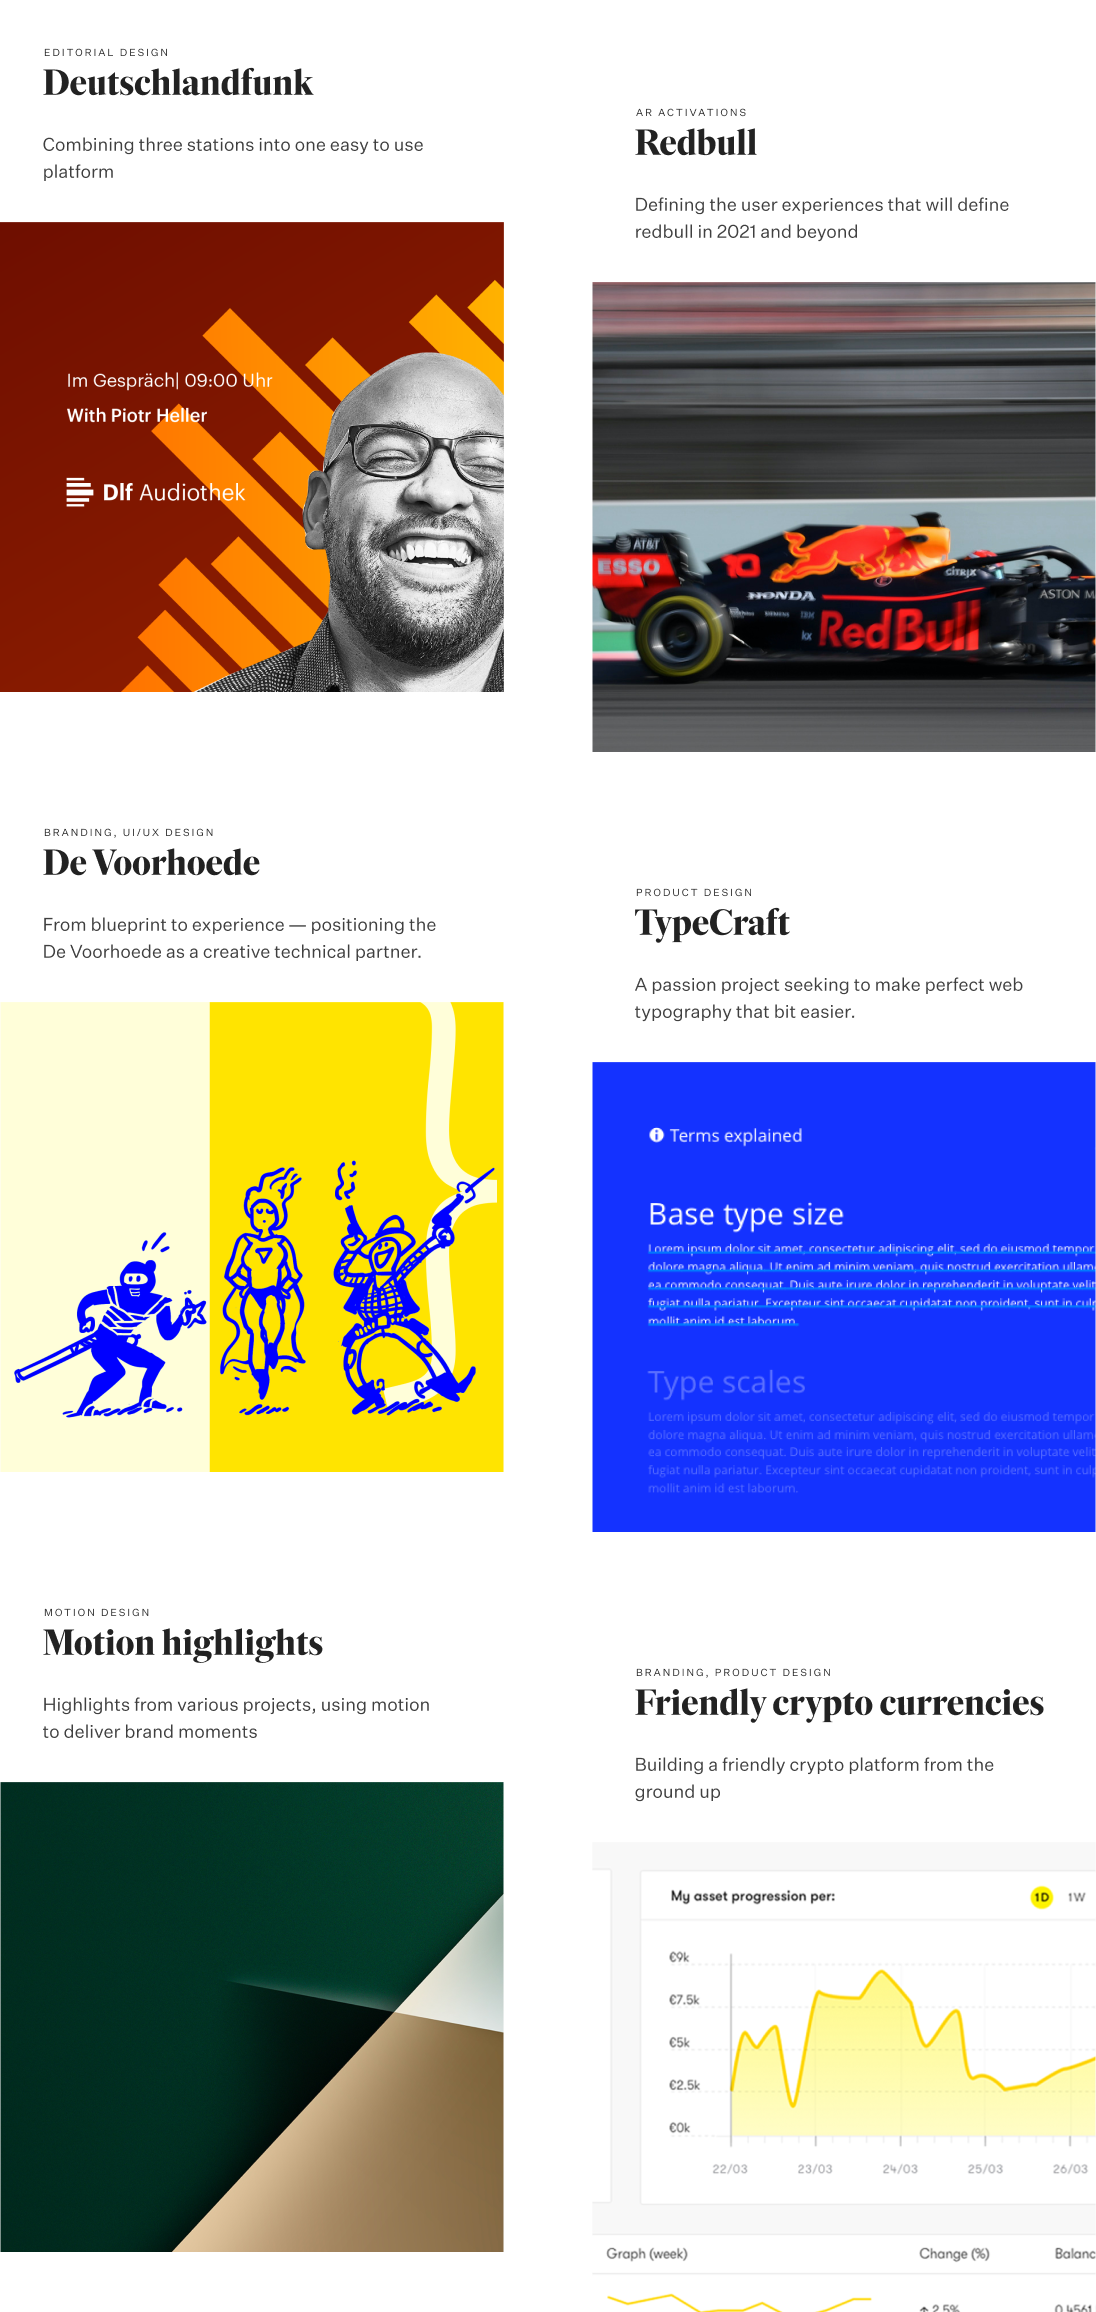 EDITORIAL DESIGN
Deutschlandfunk
Combining three stations into one easy to use
platform
Im Gespräch| 09:00 Uhr
With Piotr Heller
Dlf Audiothek
AR ACTIVATIONS
Redbull
Defining the user experiences that will define
redbull in 2021 and beyond
AT&T
ESSO
10
HONDA
CITRIX
ASTON M
RedBull
BRANDING, UI/UX DESIGN
De Voorhoede
From blueprint to experience — positioning the
De Voorhoede as a creative technical partner.
PRODUCT DESIGN
TypeCraft
A passion project seeking to make perfect web
typography that bit easier.
Terms explained
Base type size
Lorem ipsum dolor sit amet, consectetur adipiscing elit, sed do eiusmod tempor
dolore magna aliqua. Ut enim ad minim veniam, quis nostrud exercitation ullam
ea commodo consequat. Duis aute irure dolor in reprehenderit in voluptate velit
fugiat nulla pariatur. Excepteur sint occaecat cupidatat non proident, sunt in culp
mollit anim id est laborum.
Type scales
Lorem ipsum dolor sit amet, consectetur adipiscing elit, sed do eiusmod tempor
dolore magna aliqua. Ut enim ad minim veniam, quis nostrud exercitation ullam
ea commodo consequat. Duis aute irure dolor in reprehenderit in voluptate velit
fugiat nulla pariatur. Excepteur sint occaecat cupidatat non proident, sunt in culp
mollit anim id est laborum.
MOTION DESIGN
Motion highlights
Highlights from various projects, using motion
to deliver brand moments
BRANDING, PRODUCT DESIGN
Friendly crypto currencies
Building a friendly crypto platform from the
ground up
My asset progression per: 1D 1W
€9k
€7.5k
€5k
€2.5k
€0k
22/03 23/03 24/03 25/03 26/03
Graph (week) Change (%) Balanc
2.5% 0.4561